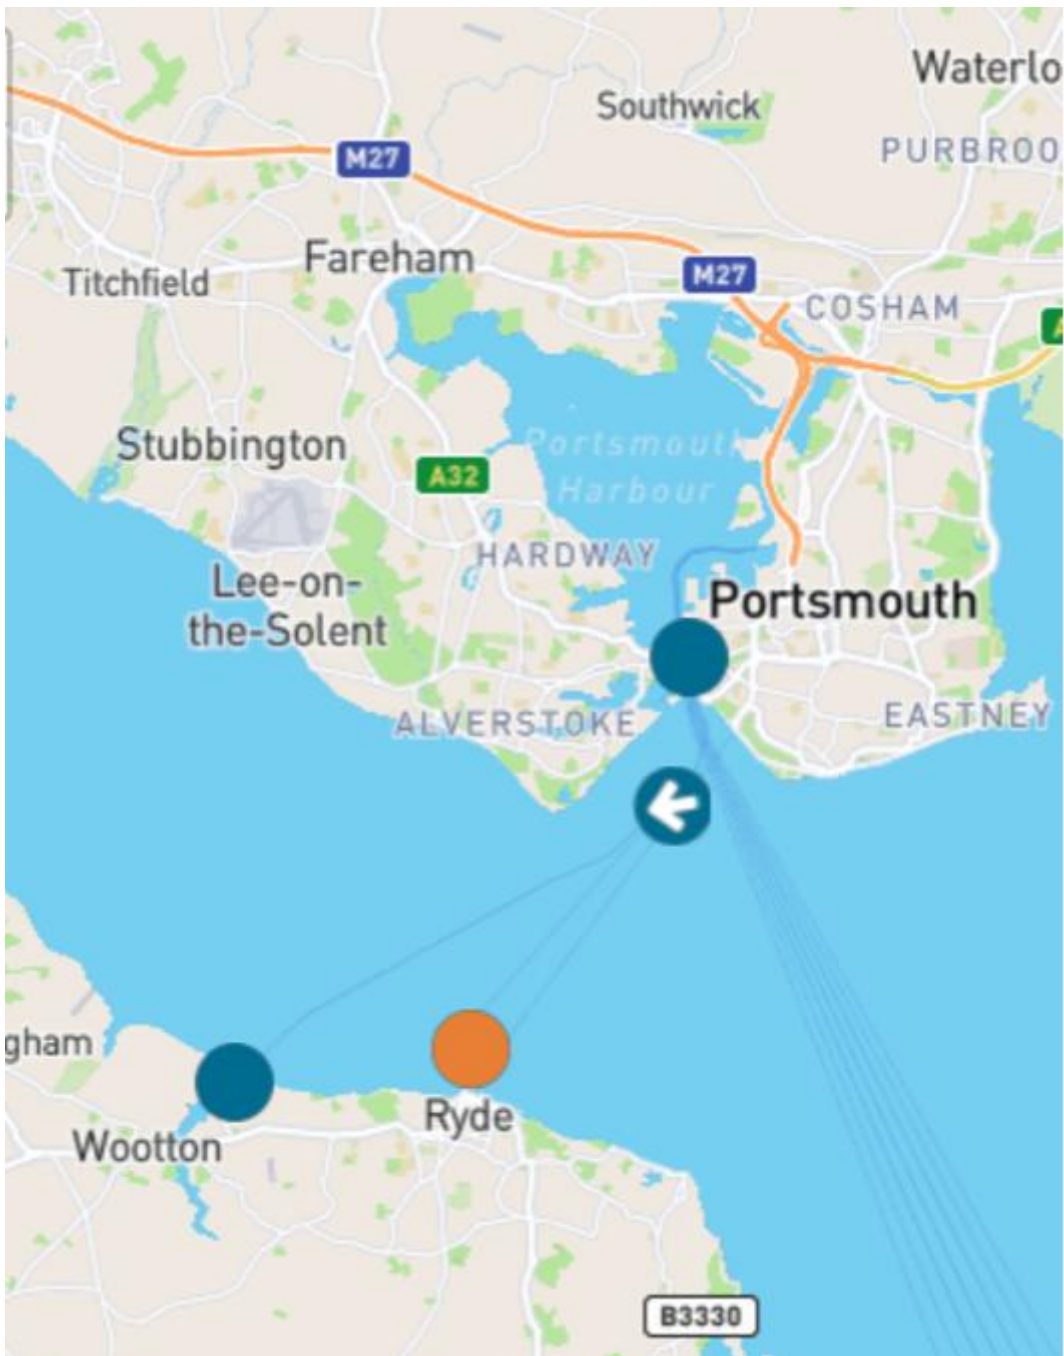 Waterlo
Southwick
PURBROO
M27
Fareham
Titchfield
M27
COSHAM
A
Stubbington
A32
Portsmouth
Harbour
HARDWAY
Lee-on-
the-Solent
Portsmouth
ALVERSTOKE
EASTNEY
gham
Ryde
Wootton
B3330